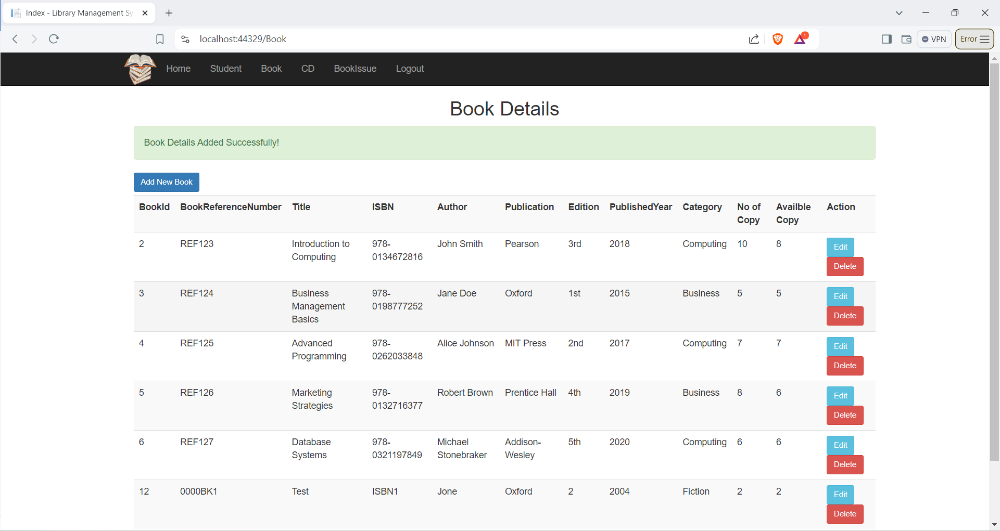 Index - Library Management Sy
localhost:44329/Book
1
VPN
Error
Home Student Book CD BookIssue Logout
Book Details
Book Details Added Successfully!
Add New Book
BookId BookReferenceNumber Title ISBN Author Publication Edition PublishedYear Category No of Availble Action
Copy Copy
2 REF123 Introduction to 978- John Smith Pearson 3rd 2018 Computing 10 8 Edit
Computing 0134672816 Delete
3 REF124 Business 978- Jane Doe Oxford 1st 2015 Business 5 5 Edit
Management 0198777252 Delete
Basics
4 REF125 Advanced 978- Alice Johnson MIT Press 2nd 2017 Computing 7 7 Edit
Programming 0262033848 Delete
5 REF126 Marketing 978- Robert Brown Prentice Hall 4th 2019 Business 8 6 Edit
Strategies 0132716377 Delete
6 REF127 Database 978- Michael Addison- 5th 2020 Computing 6 6 Edit
Systems 0321197849 Stonebraker Wesley Delete
12 0000BK1 Test ISBN1 Jone Oxford 2 2004 Fiction 2 2 Edit
Delete